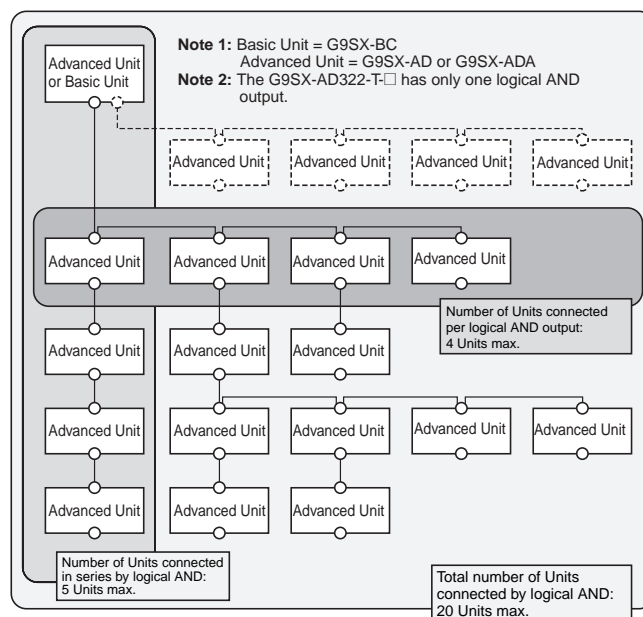 Advanced Unit
or Basic Unit
Note 1: Basic Unit = G9SX-BC
Advanced Unit = G9SX-AD or G9SX-ADA
Note 2: The G9SX-AD322-T-□ has only one logical AND
output.
Advanced Unit Advanced Unit Advanced Unit Advanced Unit
Advanced Unit Advanced Unit Advanced Unit Advanced Unit
Number of Units connected
per logical AND output:
4 Units max.
Advanced Unit Advanced Unit Advanced Unit
Advanced Unit Advanced Unit Advanced Unit Advanced Unit Advanced Unit
Advanced Unit Advanced Unit Advanced Unit
Number of Units connected
in series by logical AND:
5 Units max.
Total number of Units
connected by logical AND:
20 Units max.